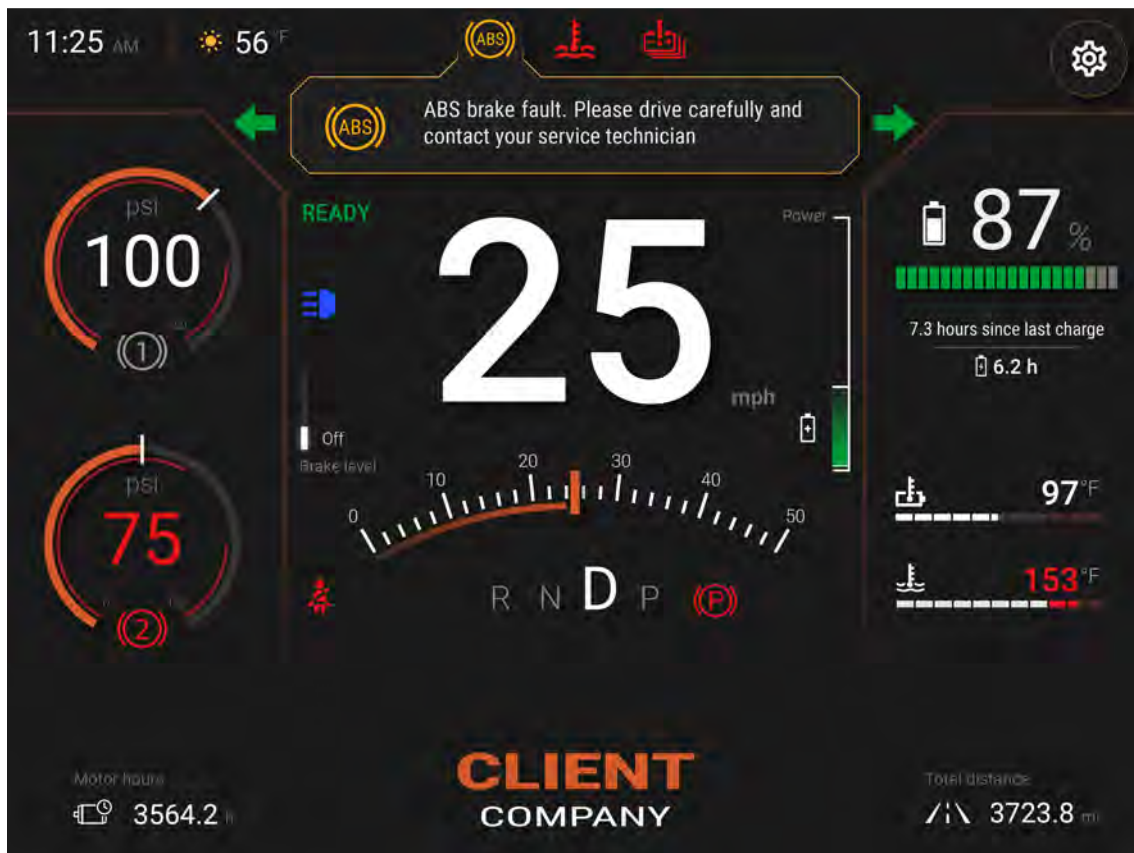 11:25 AM
56 °F
(ABS)
(ABS)
ABS brake fault. Please drive carefully and
contact your service technician
psi
100
(1)
READY
25
mph
Power
87 %
7.3 hours since last charge
6.2 h
Off
Brake level
psi
75
(2)
0
10
20
30
40
50
R N D P (P)
97 °F
153 °F
CLIENT
COMPANY
Motor hours
3564.2 h
Total distance
3723.8 mi